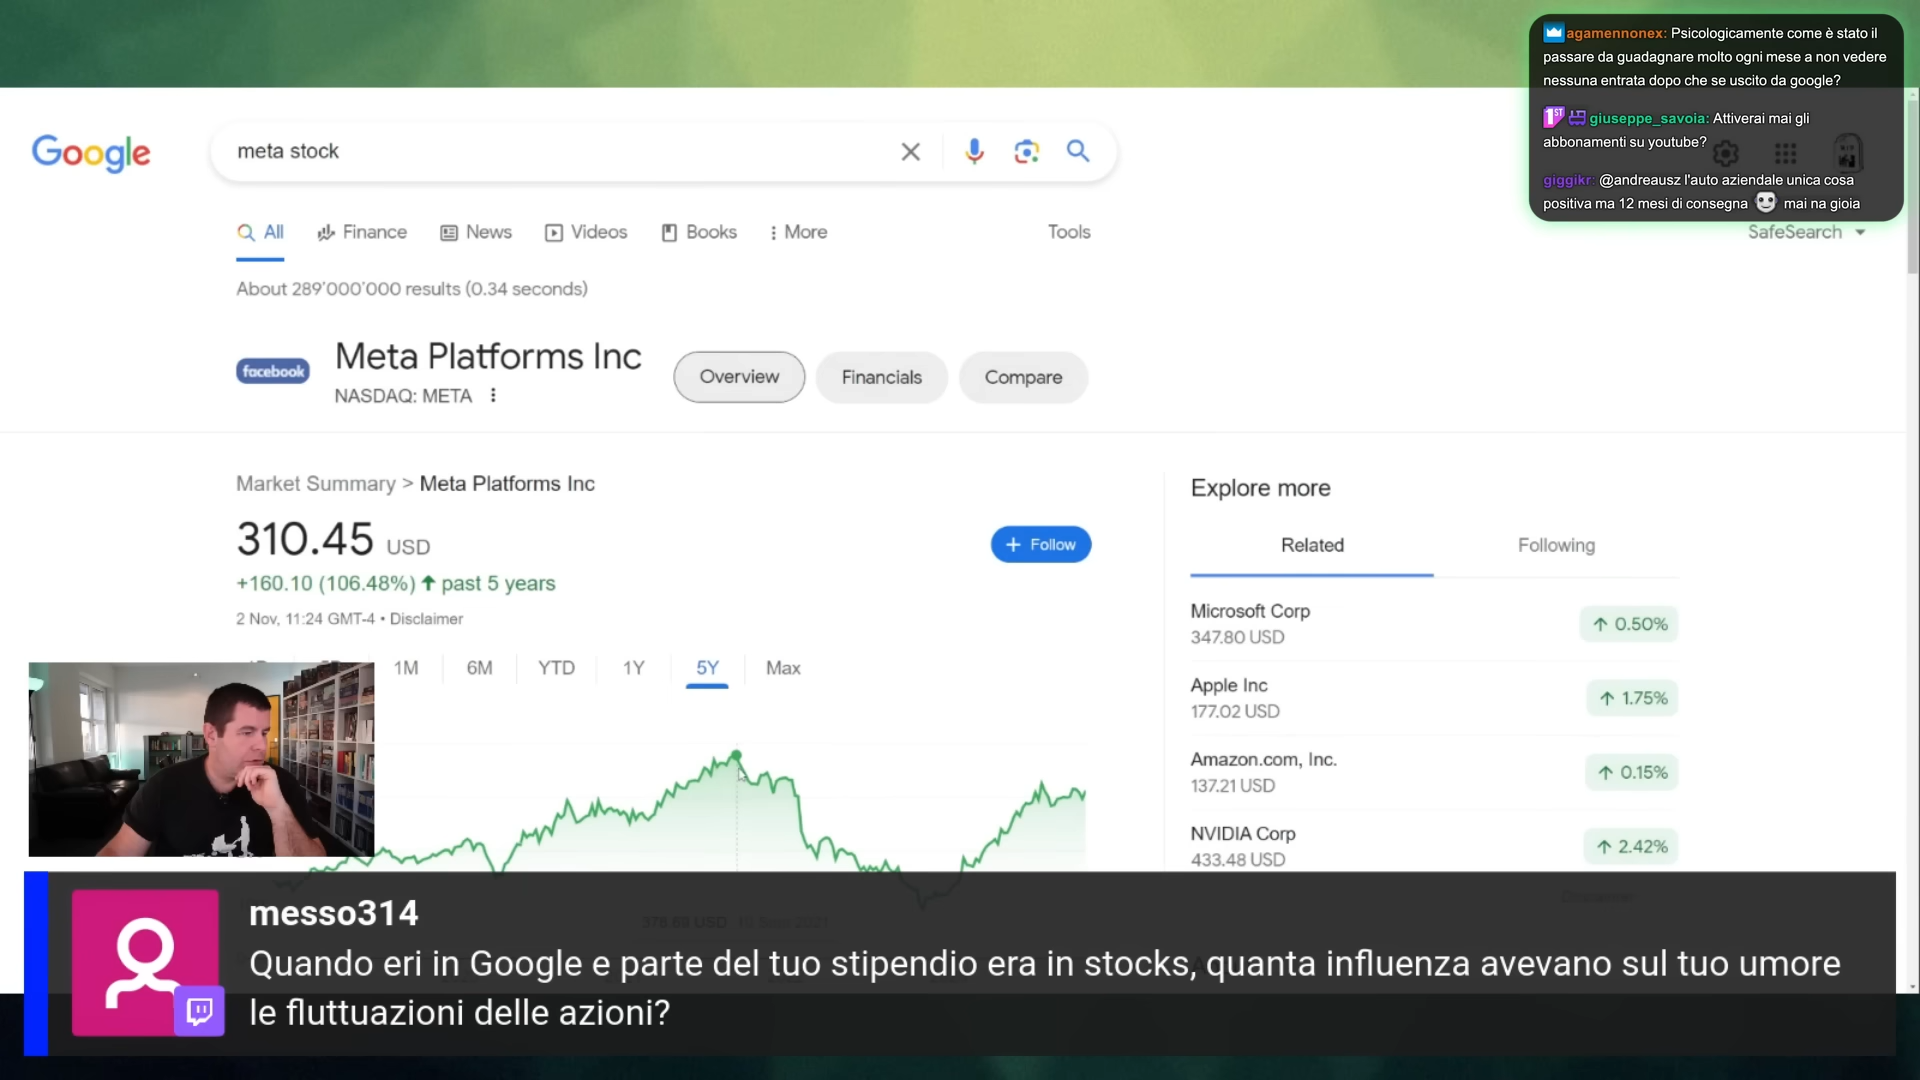 agamennonex: Psicologicamente come è stato il
passare da guadagnare molto ogni mese a non vedere
nessuna entrata dopo che se uscito da google?
1ST giuseppe_savoia: Attiverai mai gli
abbonamenti su youtube?
giggikr: @andreausz l'auto aziendale unica cosa
positiva ma 12 mesi di consegna mai na gioia
Google
meta stock
All Finance News Videos Books More Tools SafeSearch
About 289’000’000 results (0.34 seconds)
facebook
Meta Platforms Inc
NASDAQ: META
Overview Financials Compare
Market Summary > Meta Platforms Inc
310.45 USD
+160.10 (106.48%) ↑ past 5 years
2 Nov, 11:24 GMT-4 • Disclaimer
+ Follow
1M 6M YTD 1Y 5Y Max
Explore more
Related Following
Microsoft Corp
347.80 USD
↑ 0.50%
Apple Inc
177.02 USD
↑ 1.75%
Amazon.com, Inc.
137.21 USD
↑ 0.15%
NVIDIA Corp
433.48 USD
↑ 2.42%
messo314
Quando eri in Google e parte del tuo stipendio era in stocks, quanta influenza avevano sul tuo umore
le fluttuazioni delle azioni?